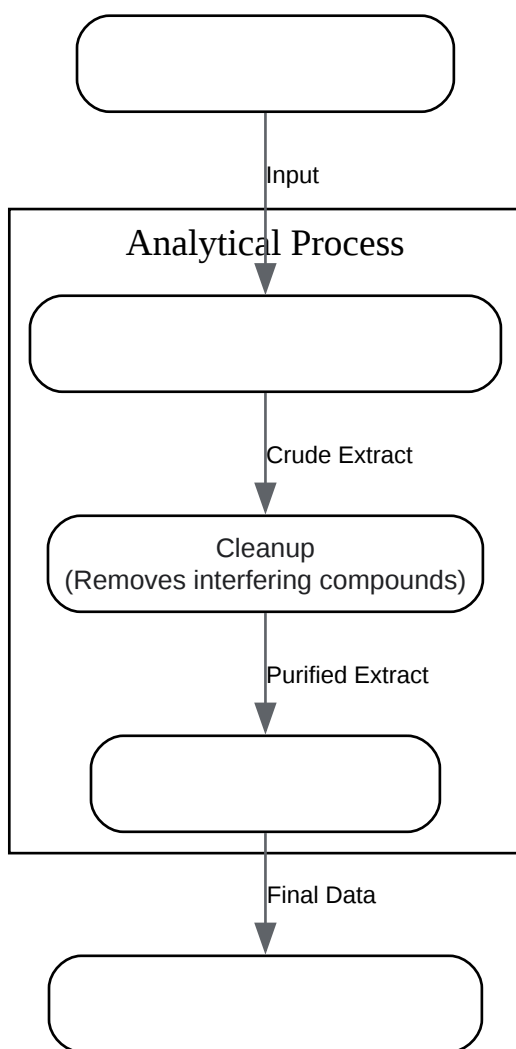 Input
Analytical Process
Crude Extract
Cleanup
(Removes interfering compounds)
Purified Extract
Final Data